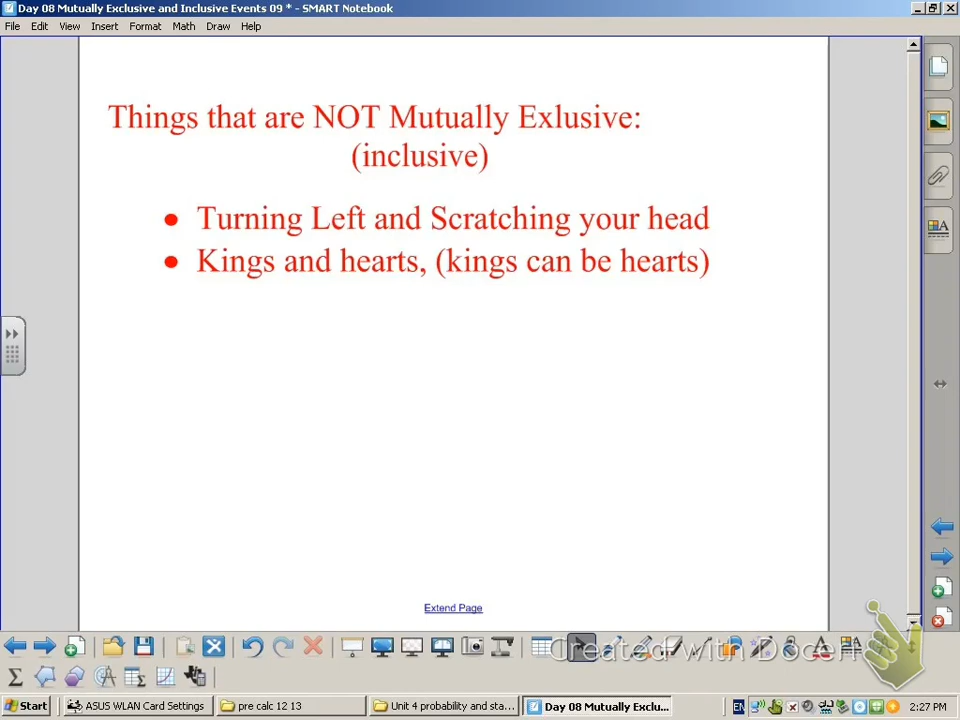 Day 08 Mutually Exclusive and Inclusive Events 09 * - SMART Notebook
File Edit View Insert Format Math Draw Help
Things that are NOT Mutually Exlusive:
(inclusive)
• Turning Left and Scratching your head
• Kings and hearts, (kings can be hearts)
Extend Page
Created with Doceri
Start ASUS WLAN Card Settings pre calc 12 13 Unit 4 probability and sta... Day 08 Mutually Exclu... EN 2:27 PM